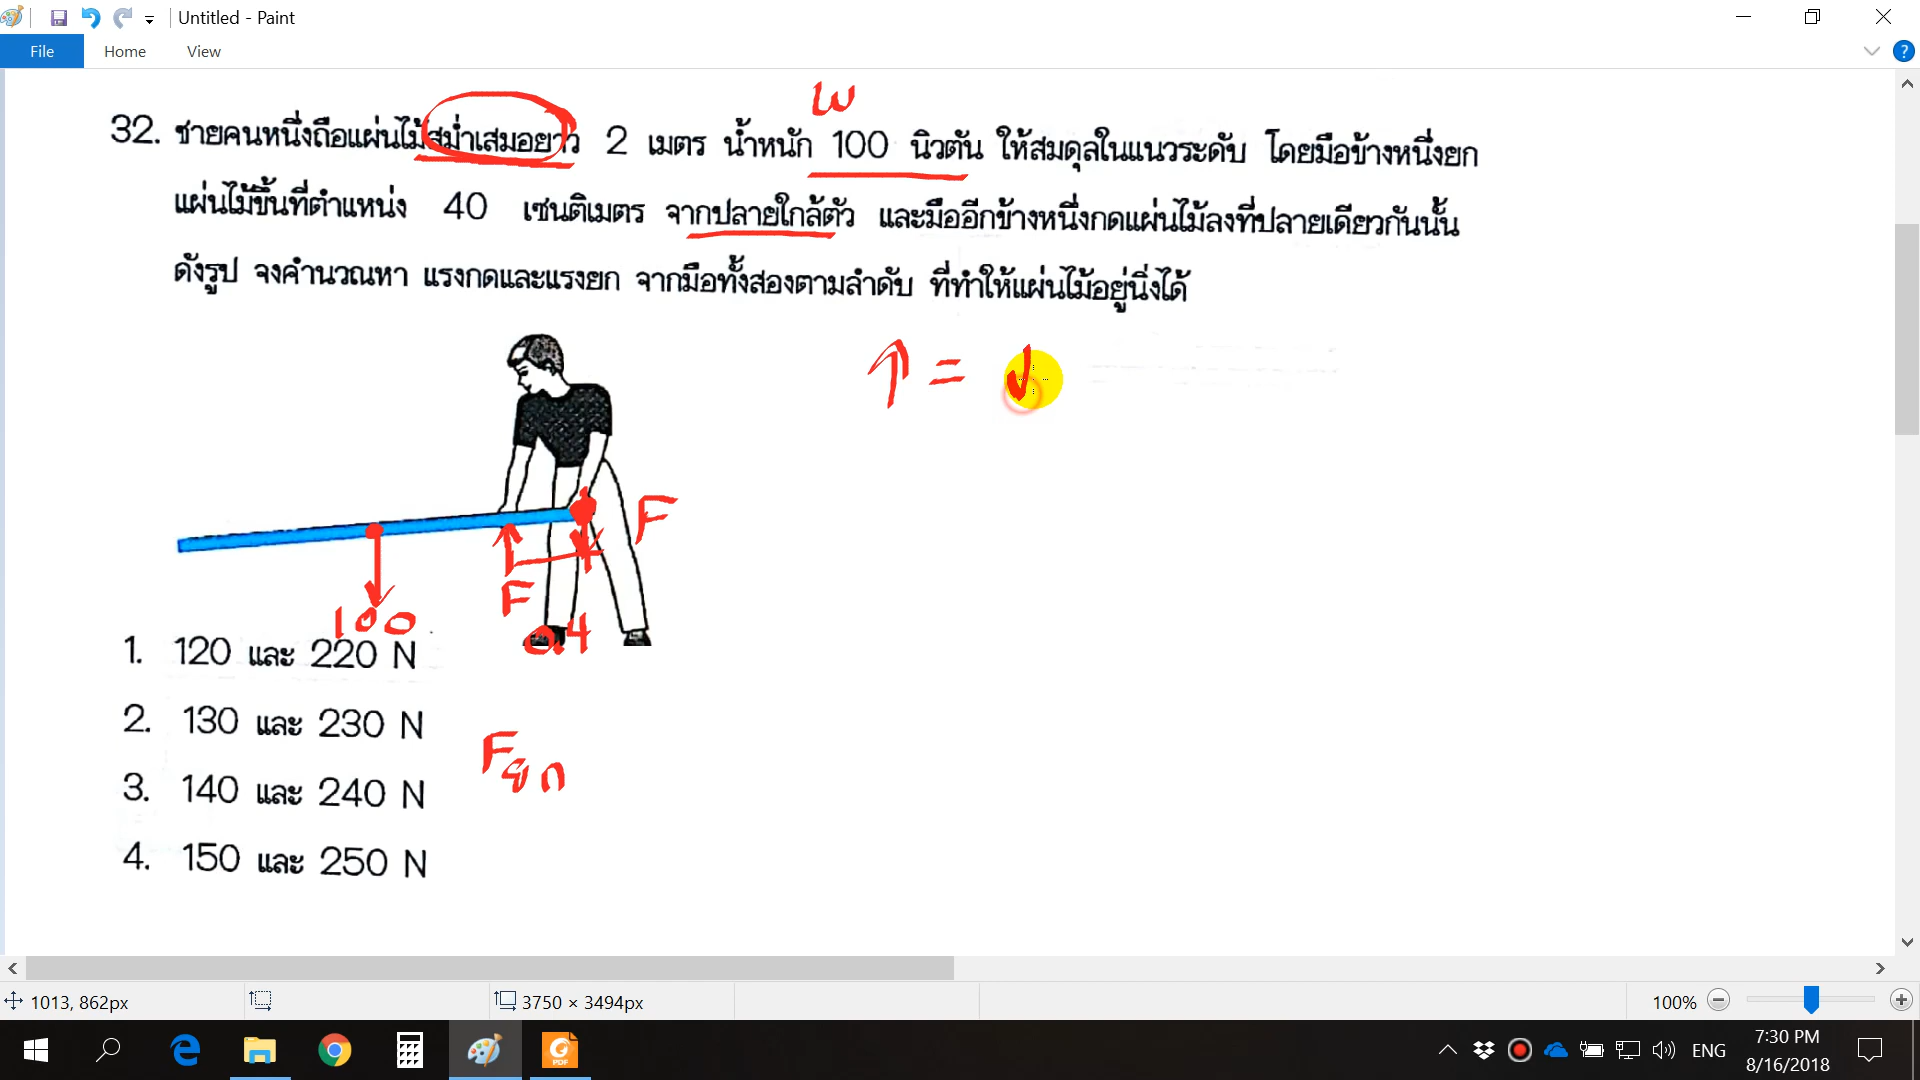 Untitled - Paint
File Home View
W
32. ชายคนหนึ่งถือแผ่นไม้สม่ำเสมอยาว 2 เมตร น้ำหนัก 100 นิวตัน ให้สมดุลในแนวระดับ โดยมือข้างหนึ่งยก
แผ่นไม้ขึ้นที่ตำแหน่ง 40 เซนติเมตร จากปลายใกล้ตัว และมืออีกข้างหนึ่งกดแผ่นไม้ลงที่ปลายเดียวกันนั้น
ดังรูป จงคำนวณหา แรงกดและแรงยก จากมือทั้งสองตามลำดับ ที่ทำให้แผ่นไม้อยู่นิ่งได้
↑ = ↓
F
F
100
0.4
1. 120 และ 220 N
2. 130 และ 230 N
3. 140 และ 240 N
4. 150 และ 250 N
Fยก
1013, 862px 3750 × 3494px 100%
PDF
ENG
7:30 PM
8/16/2018